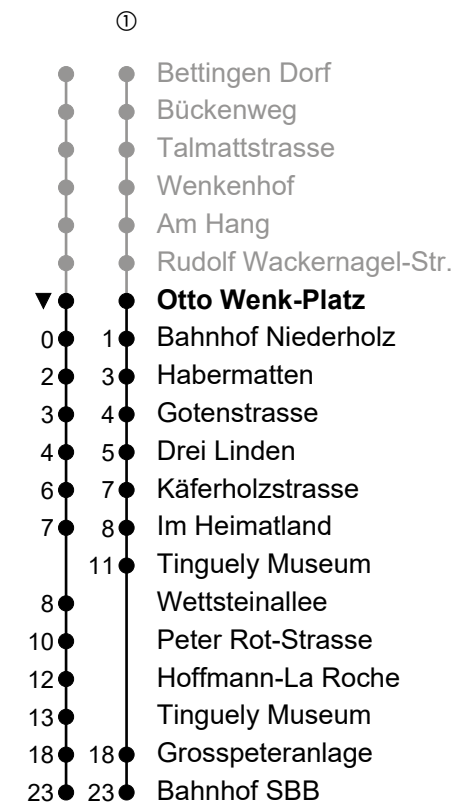 ①
Bettingen Dorf
Bückenweg
Talmattstrasse
Wenkenhof
Am Hang
Rudolf Wackernagel-Str.
▼ Otto Wenk-Platz
0 1 Bahnhof Niederholz
2 3 Habermatten
3 4 Gotenstrasse
4 5 Drei Linden
6 7 Käferholzstrasse
7 8 Im Heimatland
11 Tinguely Museum
8 Wettsteinallee
10 Peter Rot-Strasse
12 Hoffmann-La Roche
13 Tinguely Museum
18 18 Grosspeteranlage
23 23 Bahnhof SBB